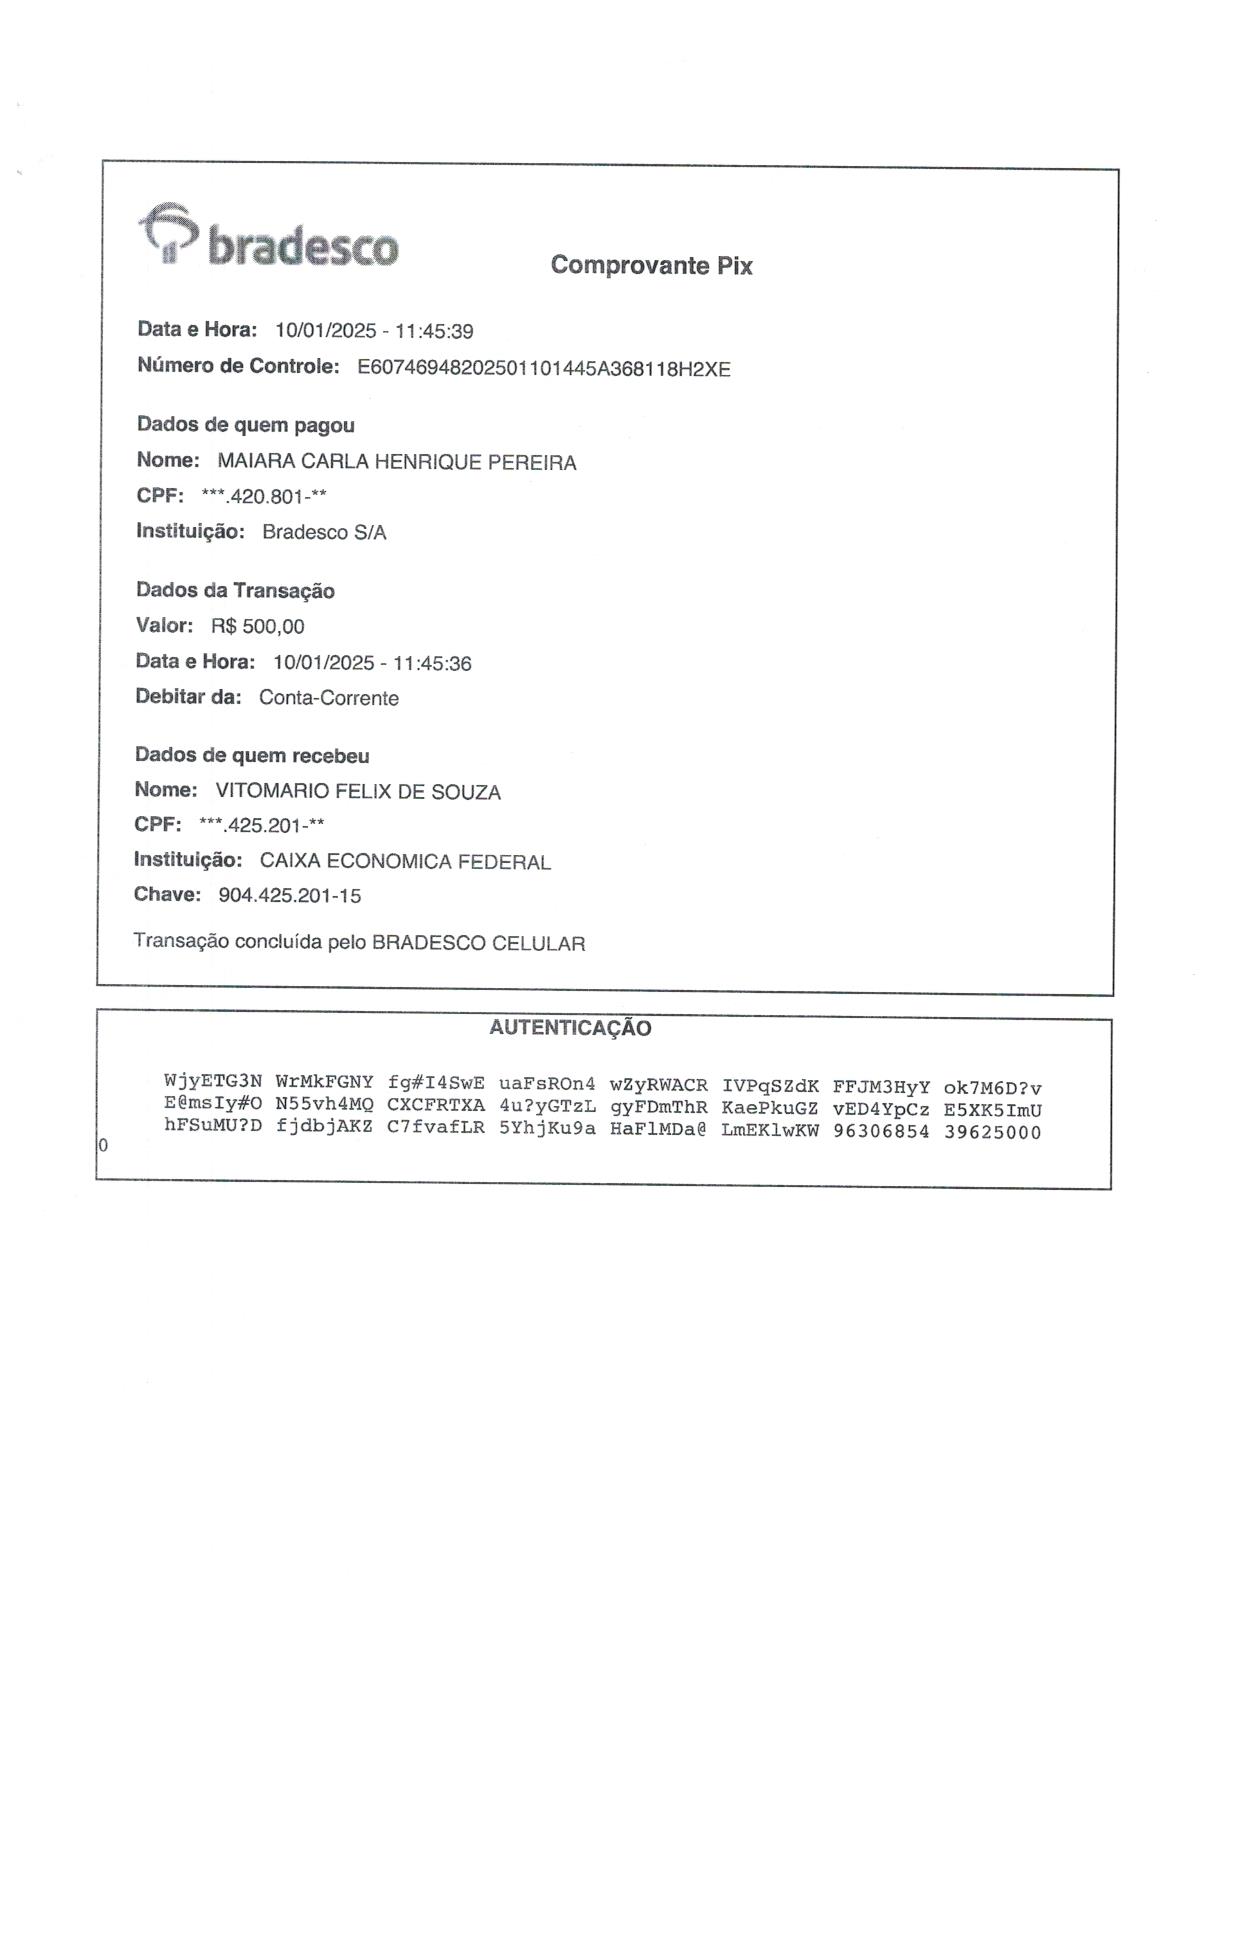 bradesco
Comprovante Pix
Data e Hora: 10/01/2025 - 11:45:39
Número de Controle: E60746948202501101445A368118H2XE
Dados de quem pagou
Nome: MAIARA CARLA HENRIQUE PEREIRA
CPF: ***.420.801-**
Instituição: Bradesco S/A
Dados da Transação
Valor: R$ 500,00
Data e Hora: 10/01/2025 - 11:45:36
Debitar da: Conta-Corrente
Dados de quem recebeu
Nome: VITOMARIO FELIX DE SOUZA
CPF: ***.425.201-**
Instituição: CAIXA ECONOMICA FEDERAL
Chave: 904.425.201-15
Transação concluída pelo BRADESCO CELULAR
AUTENTICAÇÃO
WjyETG3N WrMkFGNY fg#I4SwE uaFsROn4 wZyRWACR IVPqSZdK FFJM3HyY ok7M6D?v
E@msIy#O N55vh4MQ CXCFRTXA 4u?yGTzL gyFDmThR KaePkuGZ vED4YpCz E5XK5ImU
hFSuMU?D fjdbjAKZ C7fvafLR 5YhjKu9a HaFlMDa@ LmEKlwKW 96306854 39625000
0